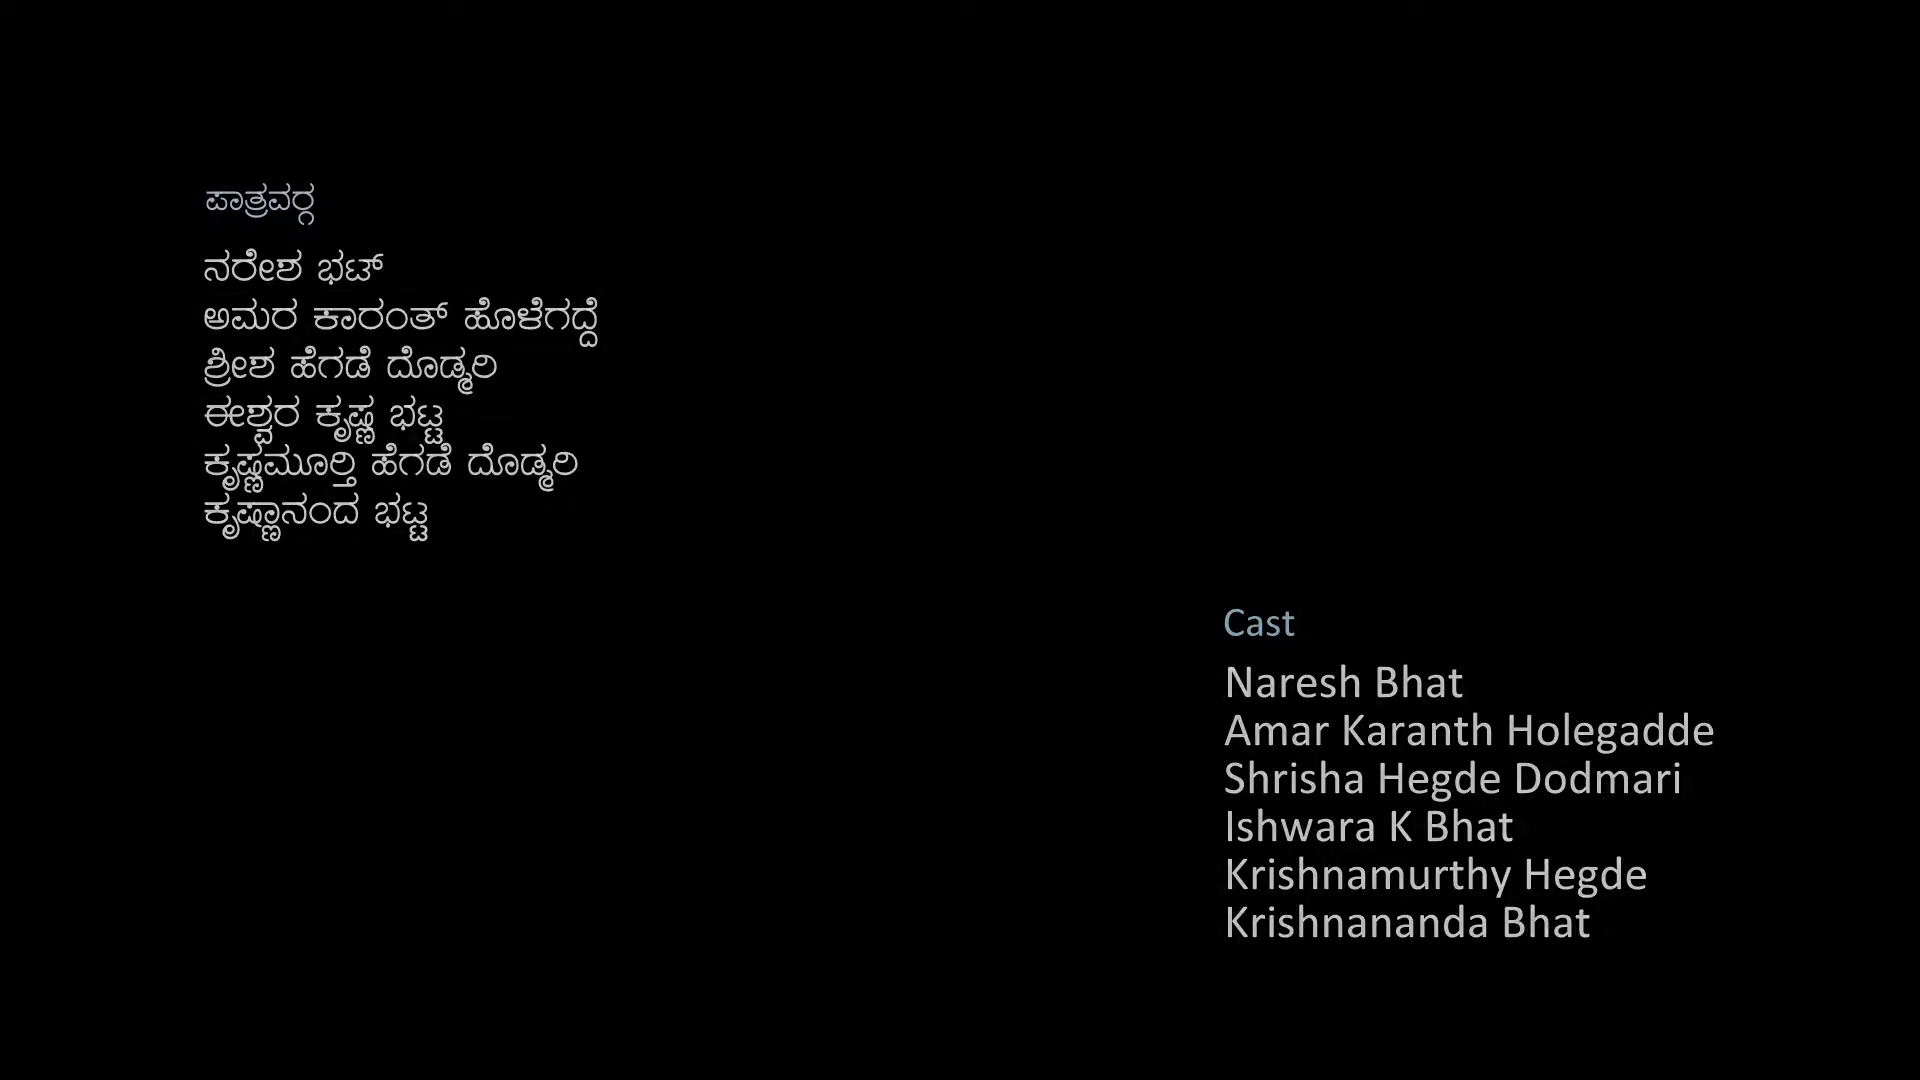 ಪಾತ್ರವರ್‍ಗ
ನರೇಶ ಭಟ್
ಅಮರ ಕಾರಂತ್ ಹೊಳೆಗದ್ದೆ
ಶ್ರೀಶ ಹೆಗಡೆ ದೊಡ್ಮರಿ
ಈಶ್ವರ ಕೃಷ್ಣ ಭಟ್ಟ
ಕೃಷ್ಣಮೂರ್‍ತಿ ಹೆಗಡೆ ದೊಡ್ಮರಿ
ಕೃಷ್ಣಾನಂದ ಭಟ್ಟ
Cast
Naresh Bhat
Amar Karanth Holegadde
Shrisha Hegde Dodmari
Ishwara K Bhat
Krishnamurthy Hegde
Krishnananda Bhat